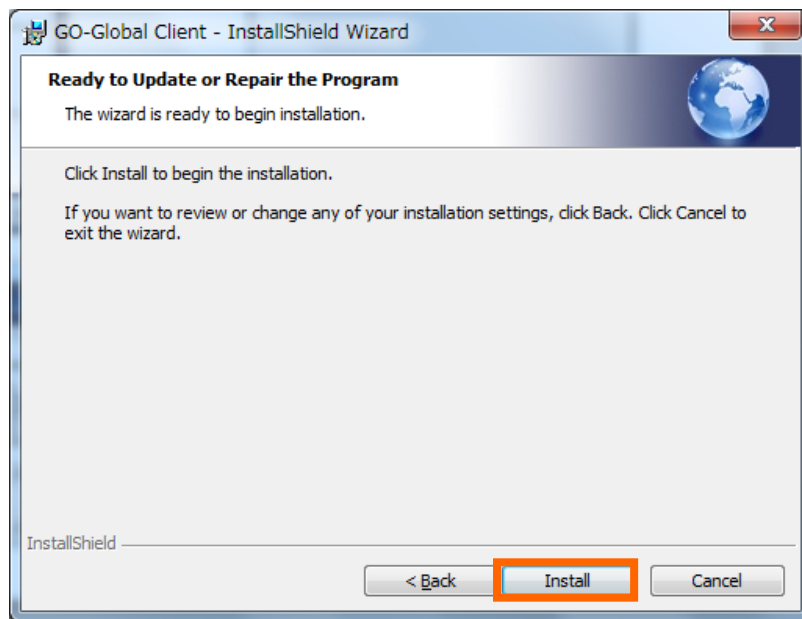 GO-Global Client - InstallShield Wizard
Ready to Update or Repair the Program
The wizard is ready to begin installation.
Click Install to begin the installation.
If you want to review or change any of your installation settings, click Back. Click Cancel to
exit the wizard.
InstallShield
< Back Install Cancel